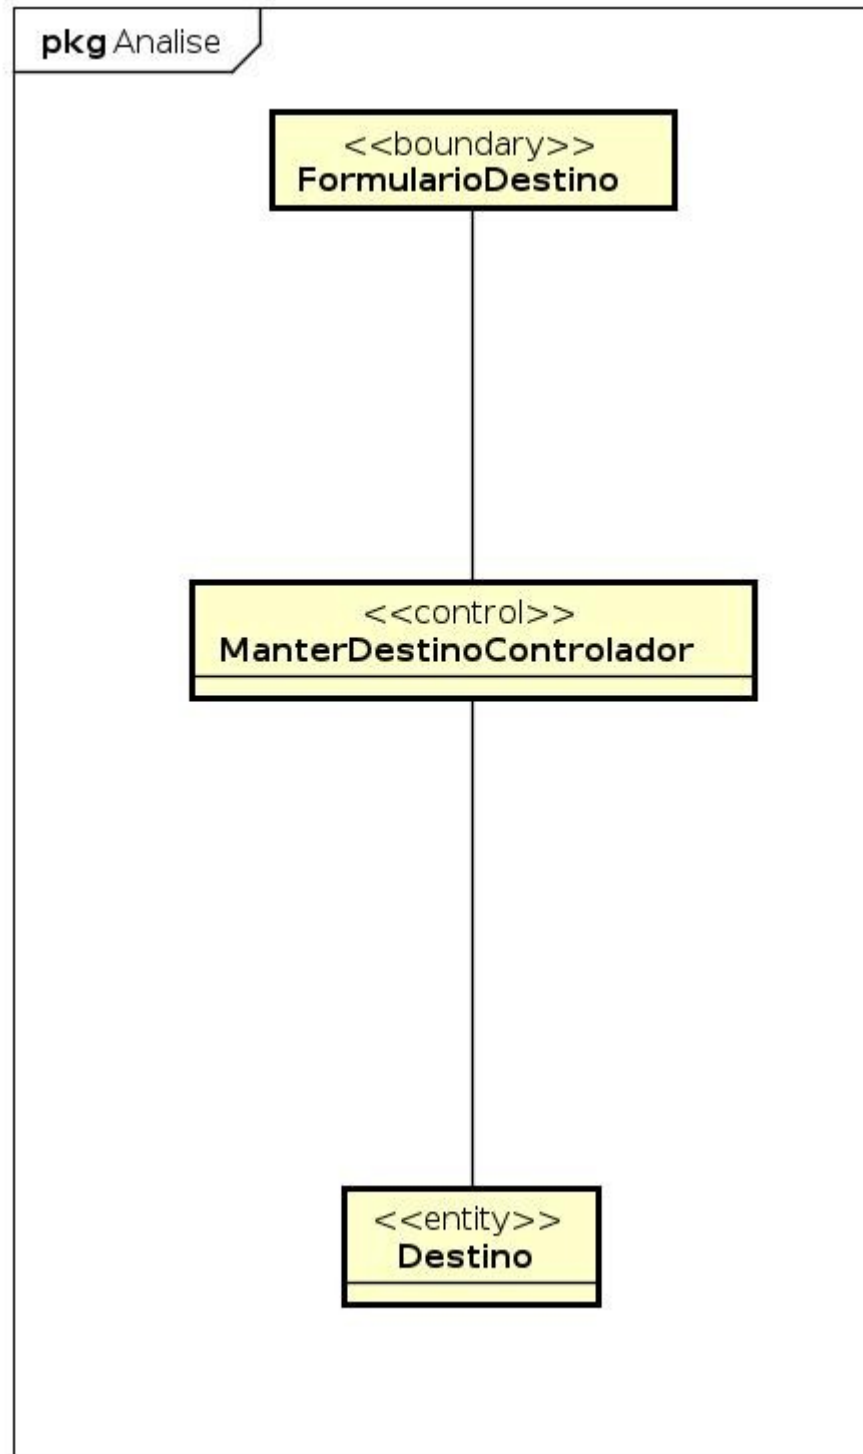 pkg Analise
<<boundary>>
FormularioDestino
<<control>>
ManterDestinoControlador
<<entity>>
Destino